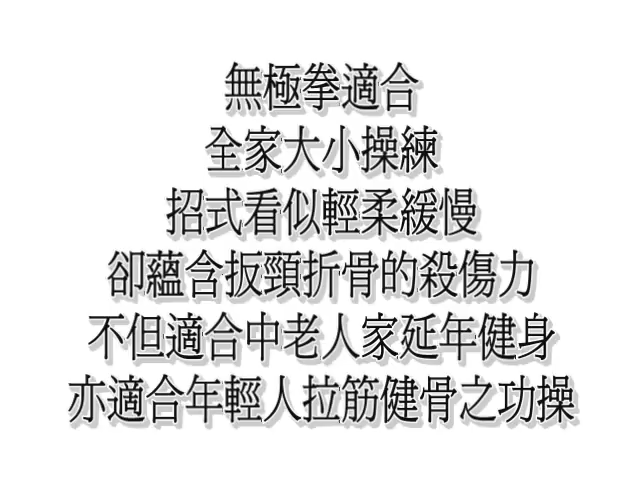 無極拳適合
全家大小操練
招式看似輕柔緩慢
卻蘊含扳頸折骨的殺傷力
不但適合中老人家延年健身
亦適合年輕人拉筋健骨之功操